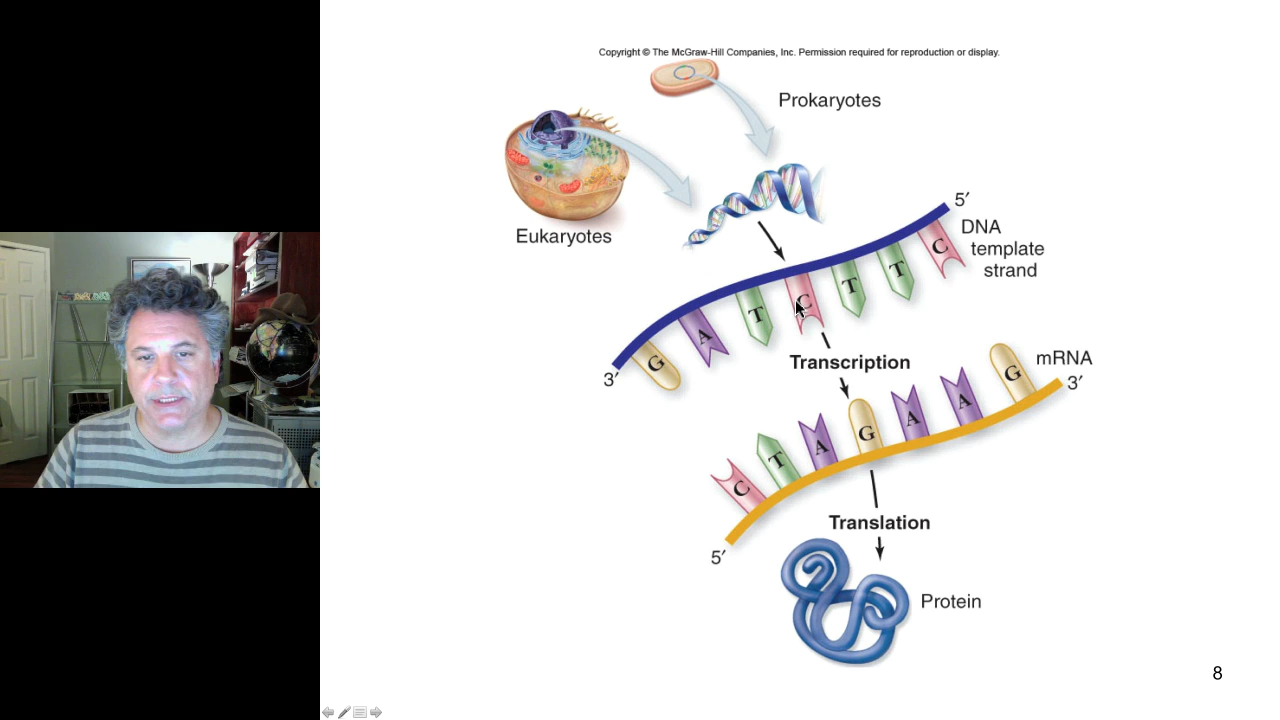 Copyright © The McGraw-Hill Companies, Inc. Permission required for reproduction or display.
Prokaryotes
Eukaryotes
5′
DNA
template
strand
G A T C T T C
3′
Transcription
mRNA
3′
C T A G A A G
5′
Translation
Protein
8